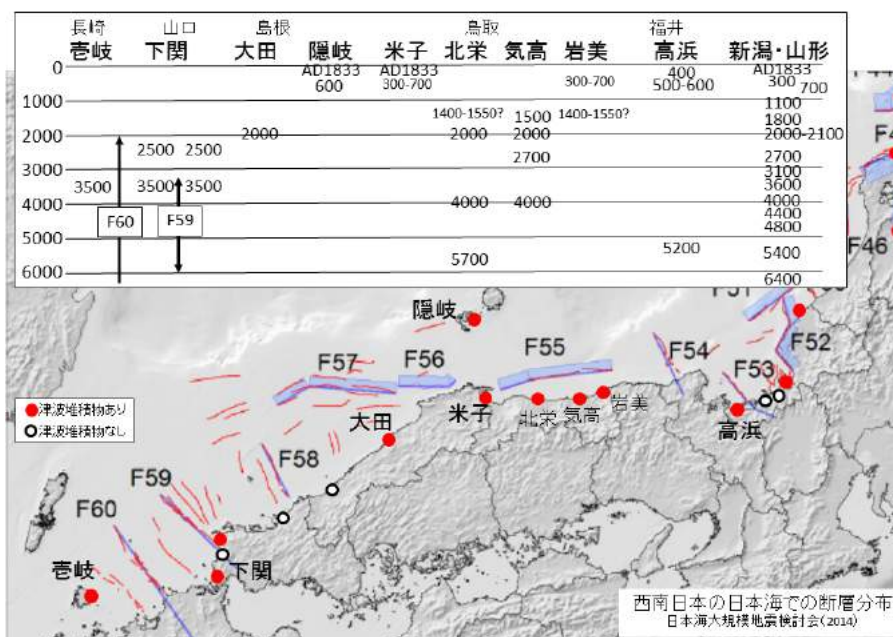 長崎 山口 島根 鳥取 福井
壱岐 下関 大田 隠岐 米子 北栄 気高 岩美 高浜 新潟・山形
0
AD1833 AD1833 400 AD1833
600 300-700 300-700 500-600 300 700
1000
1100
1400-1550? 1500 1400-1550? 1800
2000 2000 2000 2000 2000-2100
2500 2500 2700 2700
3000
3100
3500 3500 3500 3600
4000 4000 4000 4000
4400
F60 F59 4800
5000
5200
5700 5400
6000
6400
F46
隠岐
F54
F57 F56 F55 F52
F53
津波堆積物あり
津波堆積物なし
大田 米子 北栄 気高 岩美 高浜
F58
F59
F60
壱岐 下関
西南日本の日本海での断層分布
日本海大規模地震検討会(2014)